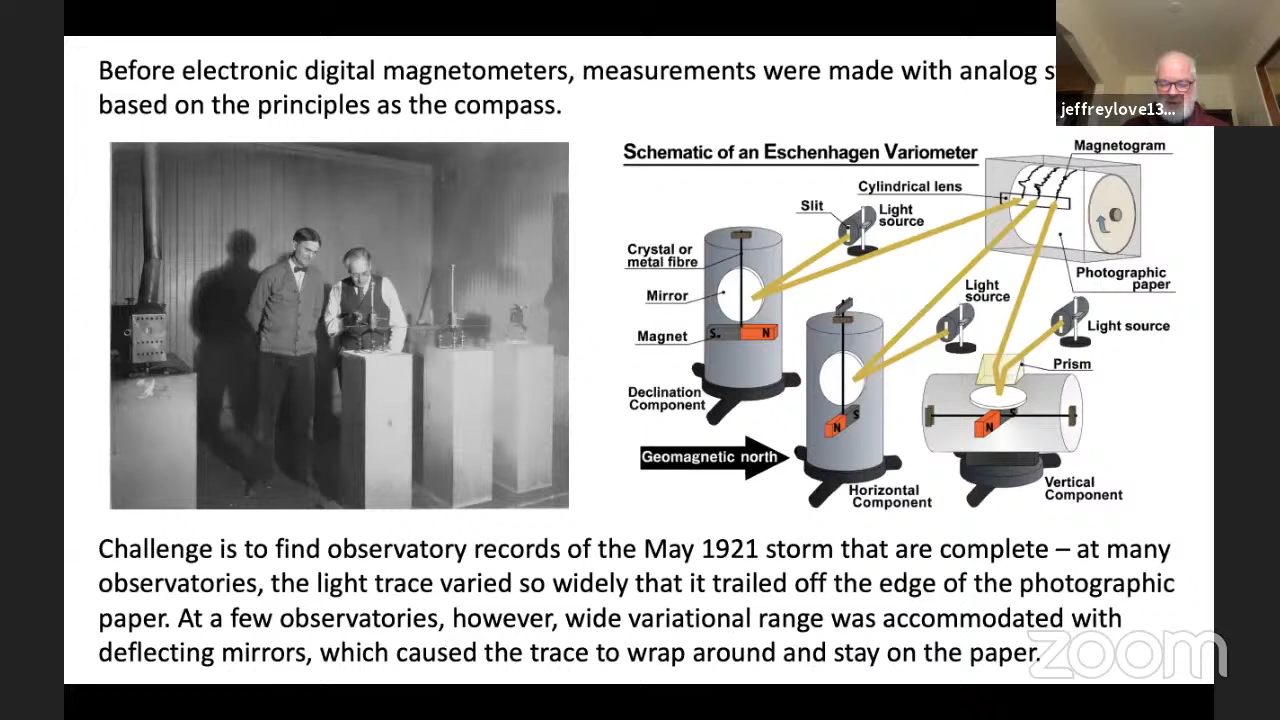 Before electronic digital magnetometers, measurements were made with analog
based on the principles as the compass.
jeffreylove13...
Schematic of an Eschenhagen Variometer
Magnetogram
Cylindrical lens
Slit
Light
source
Crystal or
metal fibre
Mirror
Magnet
S.
N
Declination
Component
Photographic
paper
Light
source
Light source
Prism
N
S
N
S
Geomagnetic north
Horizontal
Component
Vertical
Component
Challenge is to find observatory records of the May 1921 storm that are complete – at many
observatories, the light trace varied so widely that it trailed off the edge of the photographic
paper. At a few observatories, however, wide variational range was accommodated with
deflecting mirrors, which caused the trace to wrap around and stay on the paper.
zoom